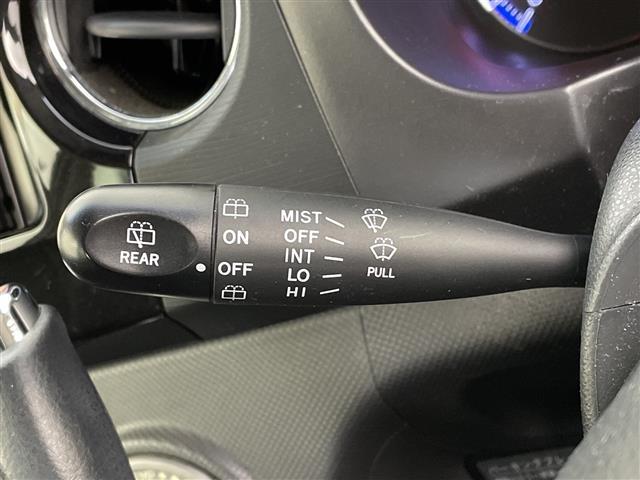 REAR
ON
OFF
MIST
OFF
INT
LO
HI
PULL